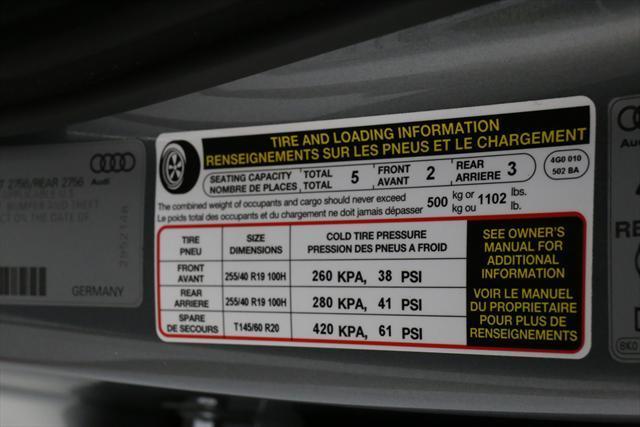 TIRE AND LOADING INFORMATION
RENSEIGNEMENTS SUR LES PNEUS ET LE CHARGEMENT
SEATING CAPACITY TOTAL 5 FRONT 2 REAR 3
NOMBRE DE PLACES TOTAL AVANT ARRIERE
4G0 010
502 BA
The combined weight of occupants and cargo should never exceed 500 kg or 1102 lbs.
Le poids total des occupants et du chargement ne doit jamais dépasser kg ou lb.
TIRE SIZE COLD TIRE PRESSURE
PNEU DIMENSIONS PRESSION DES PNEUS A FROID
FRONT
AVANT 255/40 R19 100H 260 KPA, 38 PSI
REAR
ARRIERE 255/40 R19 100H 280 KPA, 41 PSI
SPARE
DE SECOURS T145/60 R20 420 KPA, 61 PSI
SEE OWNER'S
MANUAL FOR
ADDITIONAL
INFORMATION
VOIR LE MANUEL
DU PROPRIETAIRE
POUR PLUS DE
RENSEIGNEMENTS
2756/REAR 2756
Audi
GERMANY